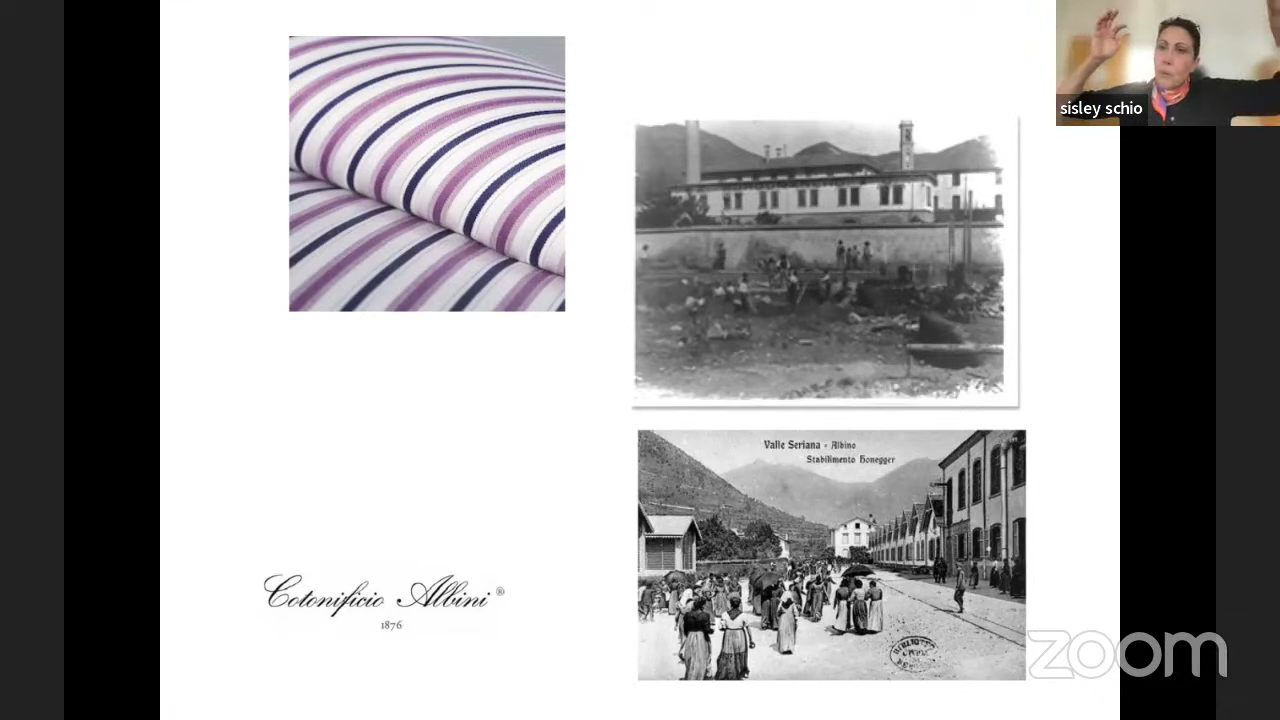 sisley schio
Valle Seriana - Albino
Stabilimento Honegger
Cotonificio Albini ®
1876
zoom